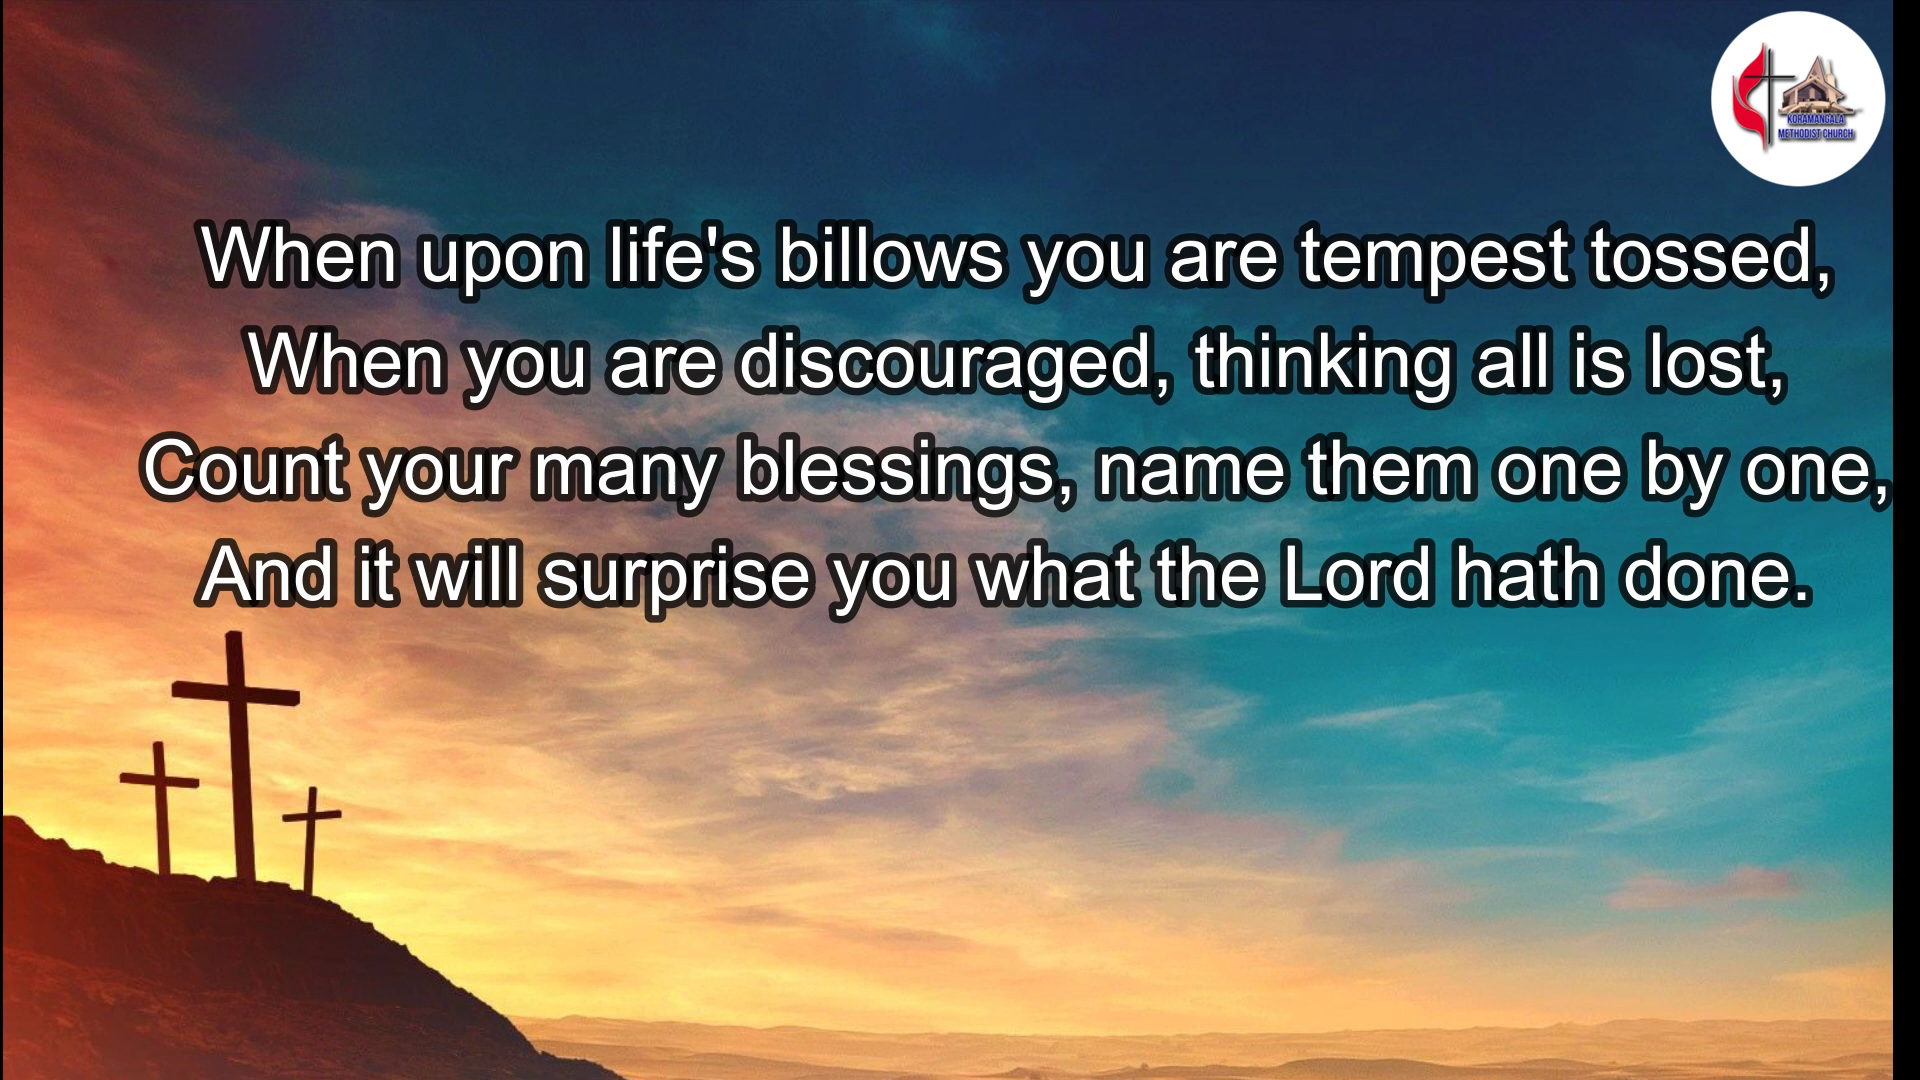 KORAMANGALA
METHODIST CHURCH
When upon life's billows you are tempest tossed,
When you are discouraged, thinking all is lost,
Count your many blessings, name them one by one,
And it will surprise you what the Lord hath done.